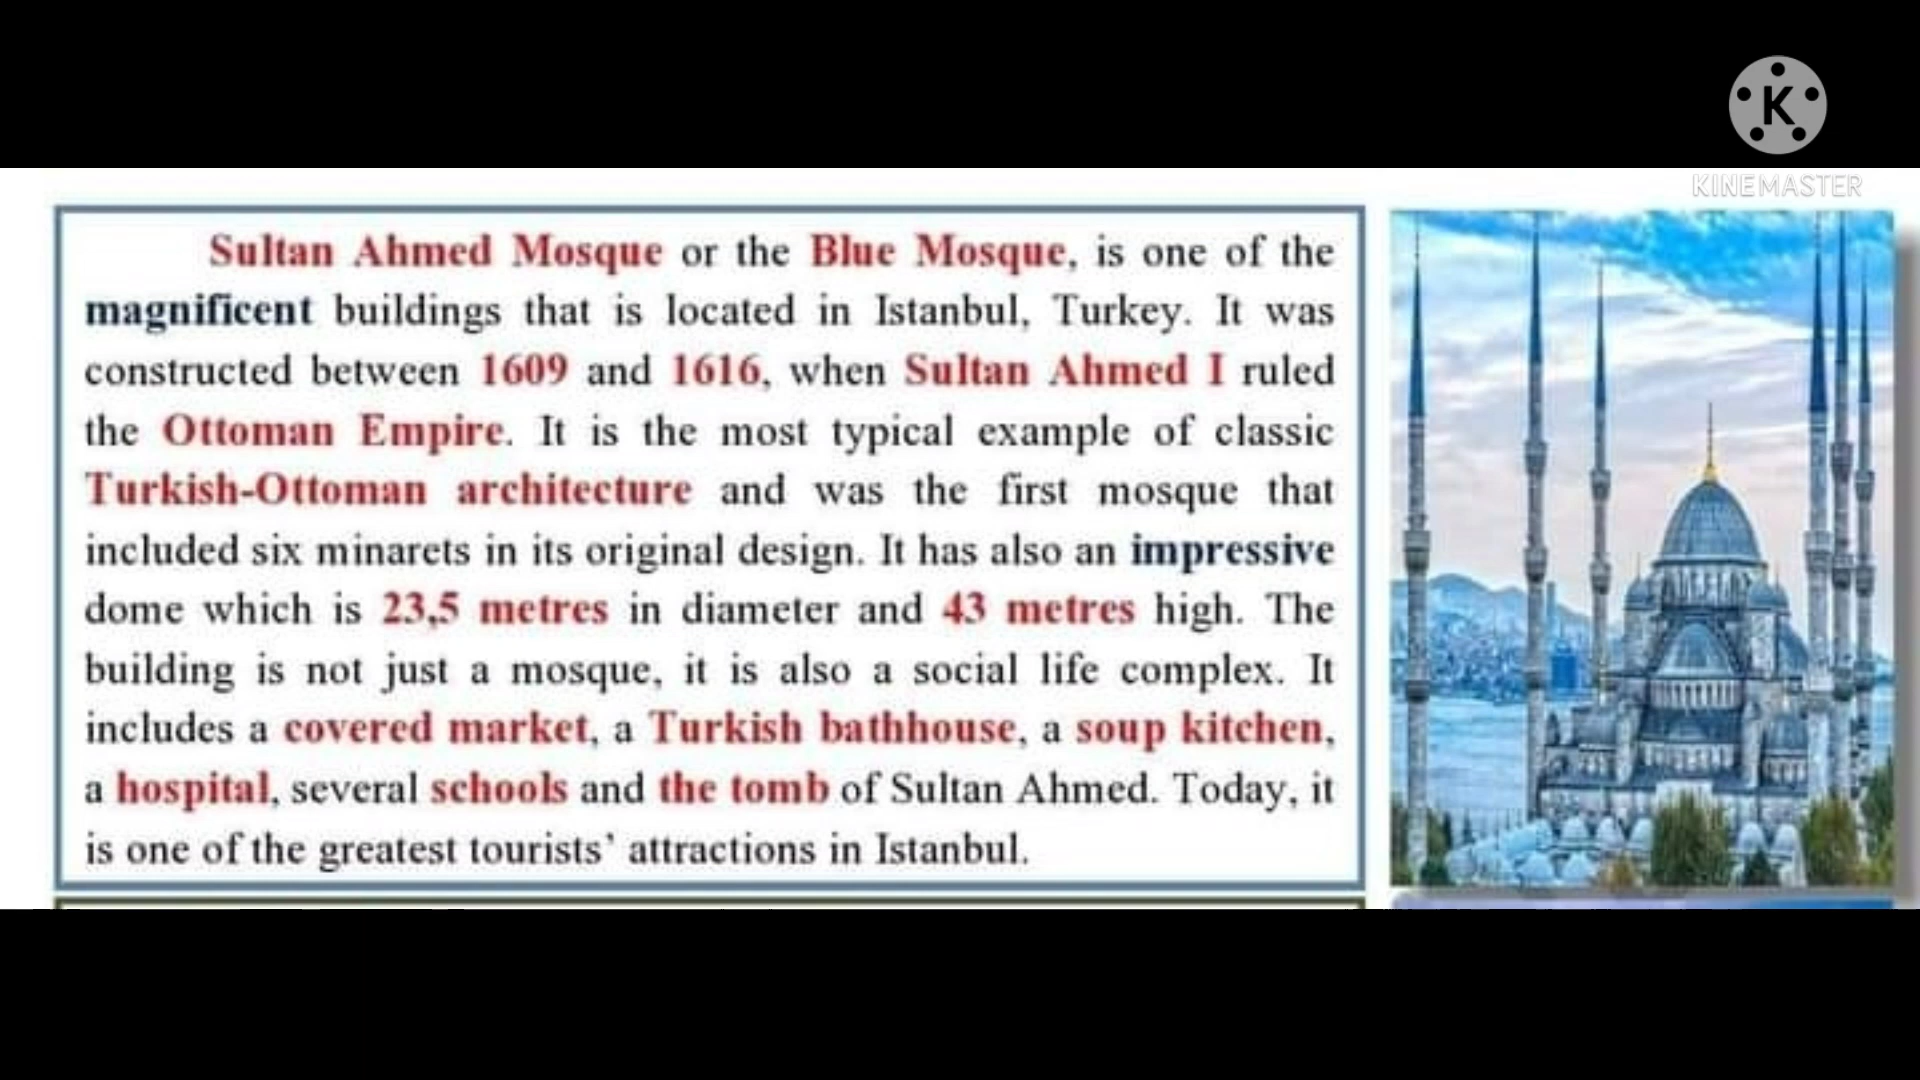 K
KINEMASTER
Sultan Ahmed Mosque or the Blue Mosque, is one of the
magnificent buildings that is located in Istanbul, Turkey. It was
constructed between 1609 and 1616, when Sultan Ahmed I ruled
the Ottoman Empire. It is the most typical example of classic
Turkish-Ottoman architecture and was the first mosque that
included six minarets in its original design. It has also an impressive
dome which is 23,5 metres in diameter and 43 metres high. The
building is not just a mosque, it is also a social life complex. It
includes a covered market, a Turkish bathhouse, a soup kitchen,
a hospital, several schools and the tomb of Sultan Ahmed. Today, it
is one of the greatest tourists’ attractions in Istanbul.